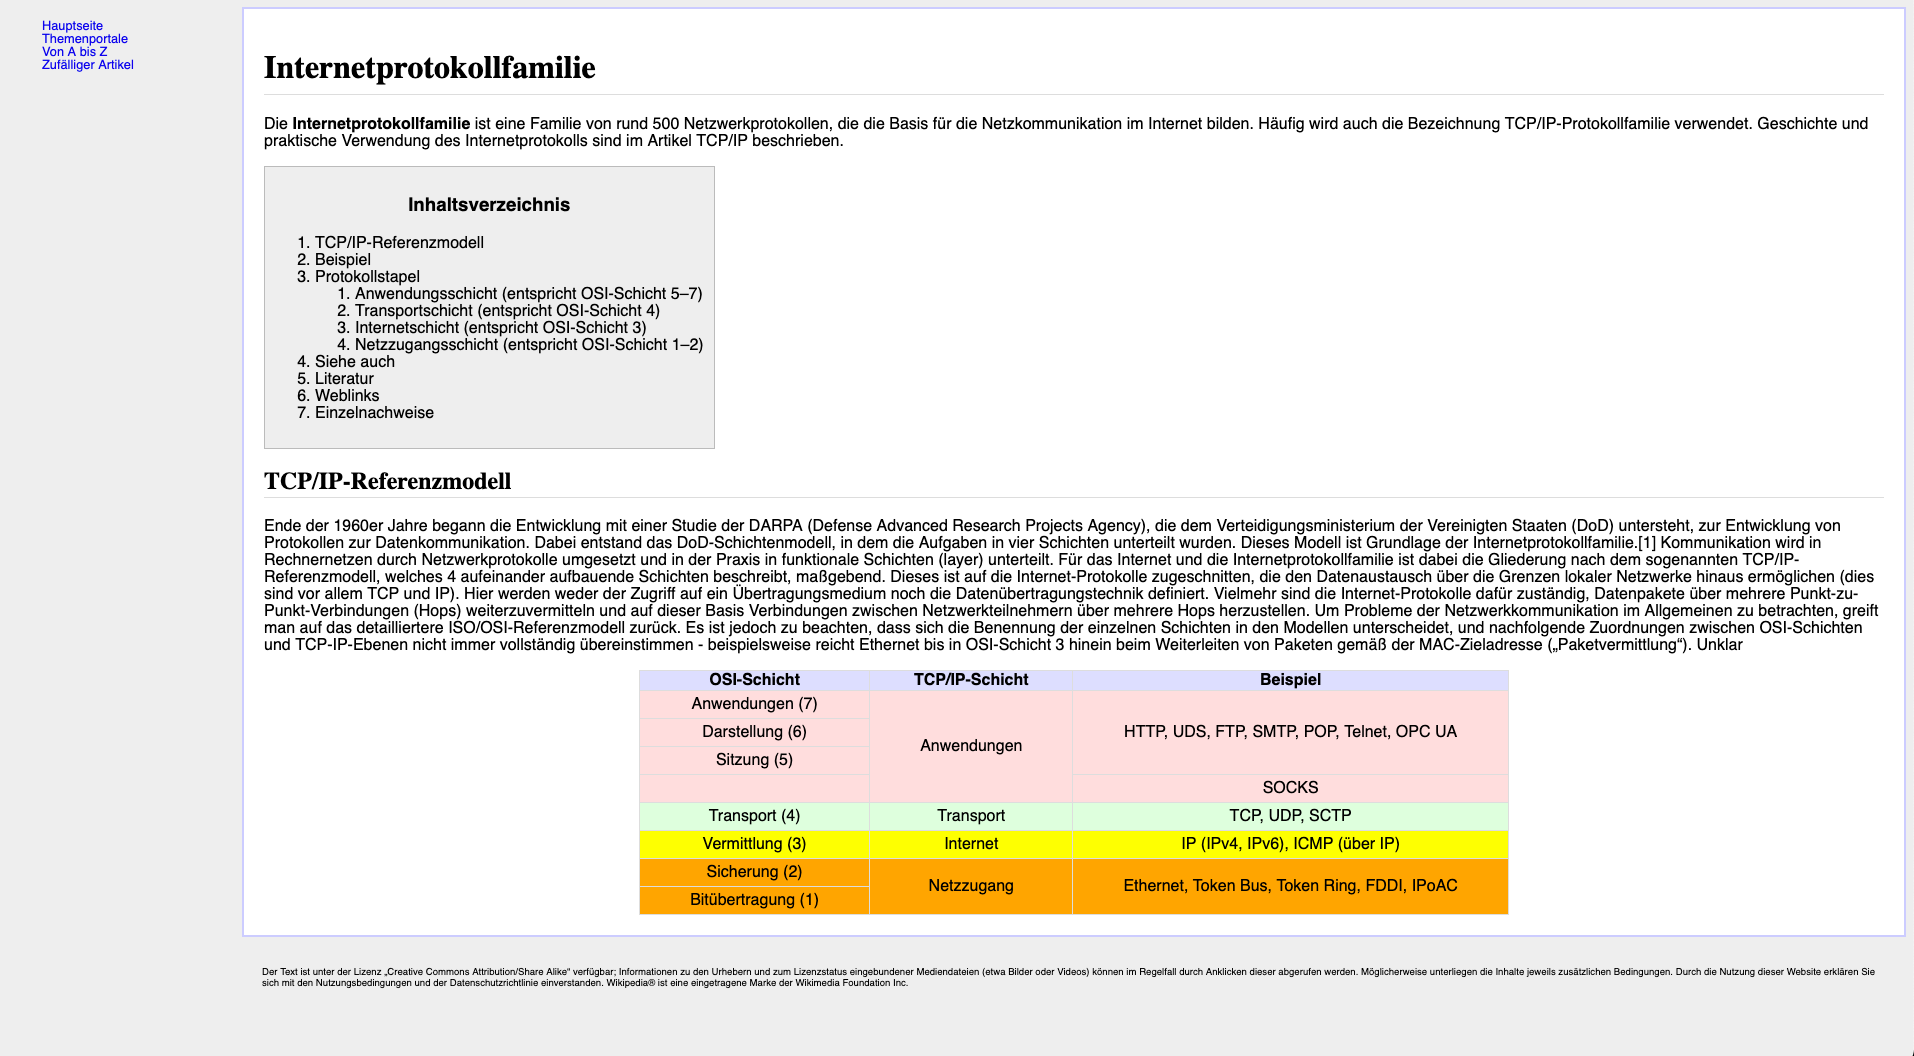 Hauptseite
Themenportale
Von A bis Z
Zufälliger Artikel
Internetprotokollfamilie
Die Internetprotokollfamilie ist eine Familie von rund 500 Netzwerkprotokollen, die die Basis für die Netzkommunikation im Internet bilden. Häufig wird auch die Bezeichnung TCP/IP-Protokollfamilie verwendet. Geschichte und
praktische Verwendung des Internetprotokolls sind im Artikel TCP/IP beschrieben.
Inhaltsverzeichnis
1. TCP/IP-Referenzmodell
2. Beispiel
3. Protokollstapel
1. Anwendungsschicht (entspricht OSI-Schicht 5–7)
2. Transportschicht (entspricht OSI-Schicht 4)
3. Internetschicht (entspricht OSI-Schicht 3)
4. Netzzugangsschicht (entspricht OSI-Schicht 1–2)
4. Siehe auch
5. Literatur
6. Weblinks
7. Einzelnachweise
TCP/IP-Referenzmodell
Ende der 1960er Jahre begann die Entwicklung mit einer Studie der DARPA (Defense Advanced Research Projects Agency), die dem Verteidigungsministerium der Vereinigten Staaten (DoD) untersteht, zur Entwicklung von
Protokollen zur Datenkommunikation. Dabei entstand das DoD-Schichtenmodell, in dem die Aufgaben in vier Schichten unterteilt wurden. Dieses Modell ist Grundlage der Internetprotokollfamilie.[1] Kommunikation wird in
Rechnernetzen durch Netzwerkprotokolle umgesetzt und in der Praxis in funktionale Schichten (layer) unterteilt. Für das Internet und die Internetprotokollfamilie ist dabei die Gliederung nach dem sogenannten TCP/IP-
Referenzmodell, welches 4 aufeinander aufbauende Schichten beschreibt, maßgebend. Dieses ist auf die Internet-Protokolle zugeschnitten, die den Datenaustausch über die Grenzen lokaler Netzwerke hinaus ermöglichen (dies
sind vor allem TCP und IP). Hier werden weder der Zugriff auf ein Übertragungsmedium noch die Datenübertragungstechnik definiert. Vielmehr sind die Internet-Protokolle dafür zuständig, Datenpakete über mehrere Punkt-zu-
Punkt-Verbindungen (Hops) weiterzuvermitteln und auf dieser Basis Verbindungen zwischen Netzwerkteilnehmern über mehrere Hops herzustellen. Um Probleme der Netzwerkkommunikation im Allgemeinen zu betrachten, greift
man auf das detailliertere ISO/OSI-Referenzmodell zurück. Es ist jedoch zu beachten, dass sich die Benennung der einzelnen Schichten in den Modellen unterscheidet, und nachfolgende Zuordnungen zwischen OSI-Schichten
und TCP-IP-Ebenen nicht immer vollständig übereinstimmen - beispielsweise reicht Ethernet bis in OSI-Schicht 3 hinein beim Weiterleiten von Paketen gemäß der MAC-Zieladresse („Paketvermittlung“). Unklar
OSI-Schicht TCP/IP-Schicht Beispiel
Anwendungen (7)
Darstellung (6)
Sitzung (5)
Anwendungen
HTTP, UDS, FTP, SMTP, POP, Telnet, OPC UA
SOCKS
Transport (4) Transport TCP, UDP, SCTP
Vermittlung (3) Internet IP (IPv4, IPv6), ICMP (über IP)
Sicherung (2)
Bitübertragung (1)
Netzzugang
Ethernet, Token Bus, Token Ring, FDDI, IPoAC
Der Text ist unter der Lizenz „Creative Commons Attribution/Share Alike“ verfügbar; Informationen zu den Urhebern und zum Lizenzstatus eingebundener Mediendateien (etwa Bilder oder Videos) können im Regelfall durch Anklicken dieser abgerufen werden. Möglicherweise unterliegen die Inhalte jeweils zusätzlichen Bedingungen. Durch die Nutzung dieser Website erklären Sie
sich mit den Nutzungsbedingungen und der Datenschutzrichtlinie einverstanden. Wikipedia® ist eine eingetragene Marke der Wikimedia Foundation Inc.